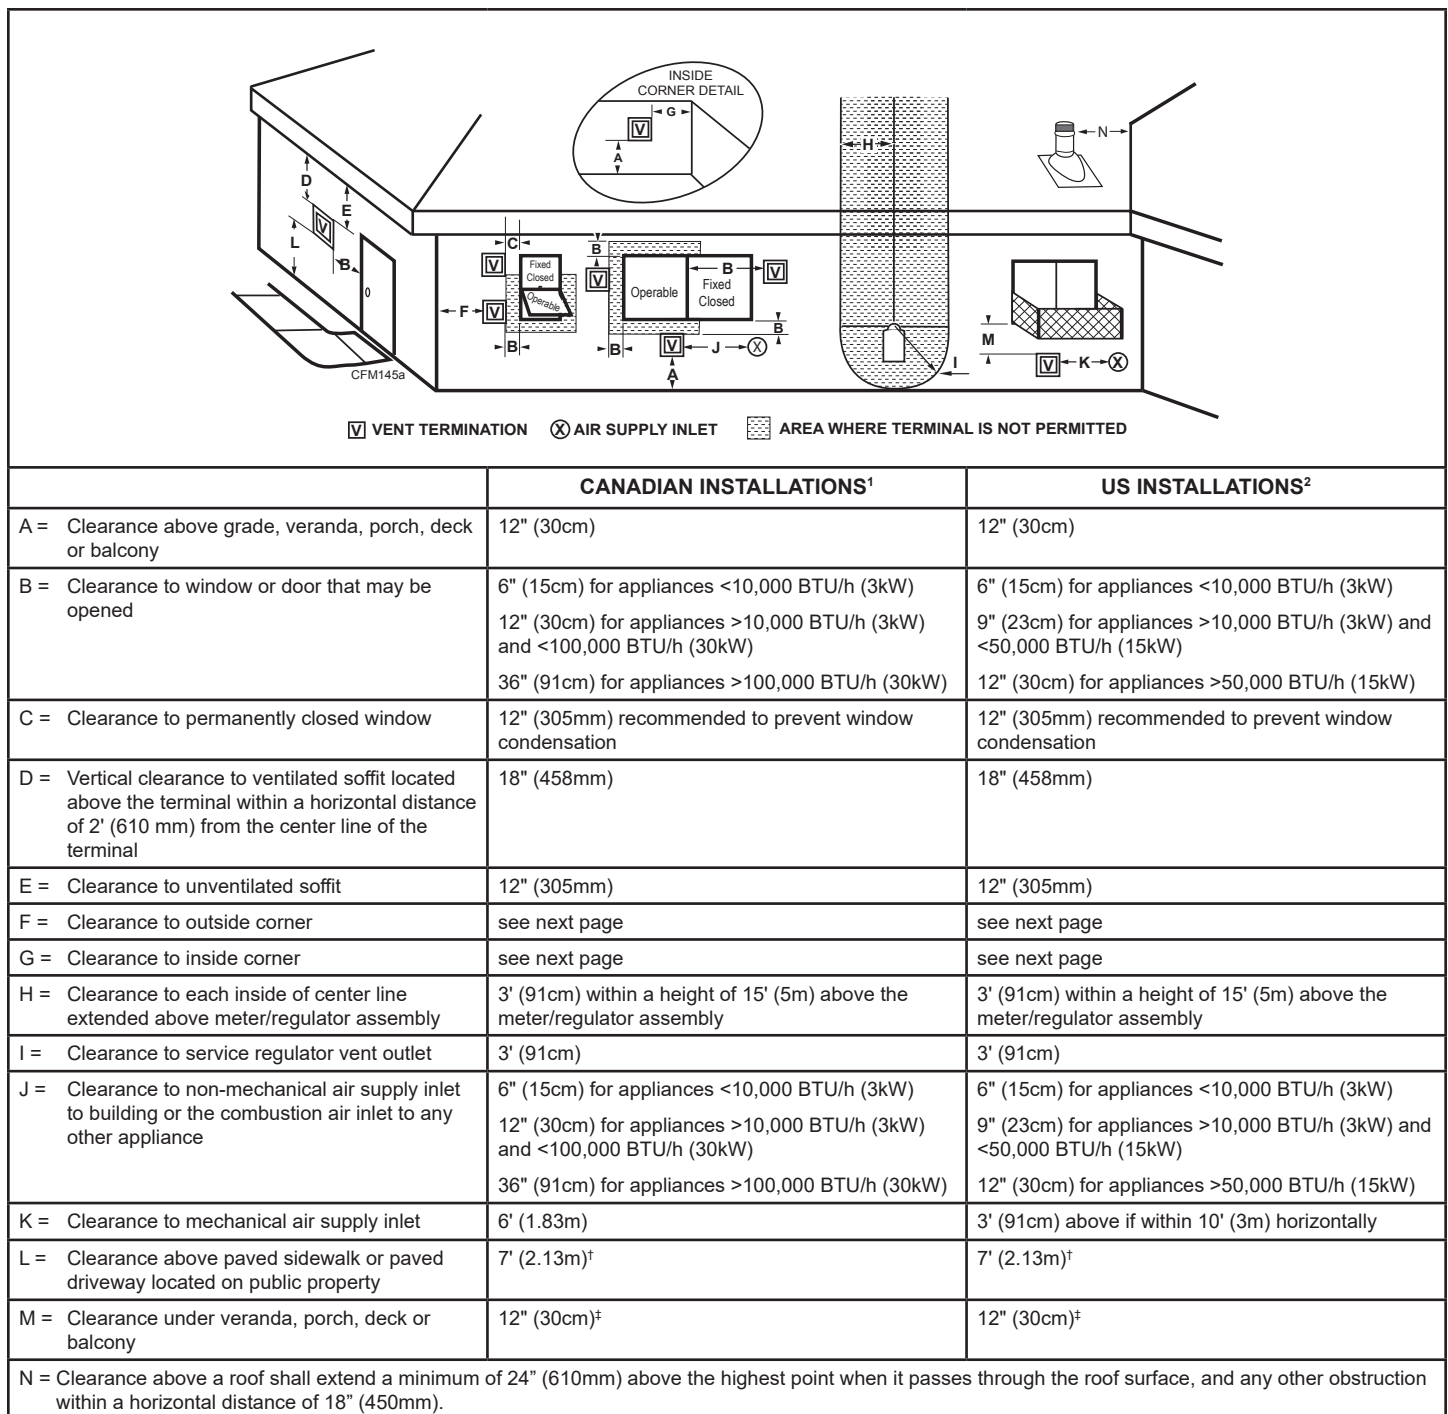 INSIDE
CORNER DETAIL
G
V
A
H
N
D
E
V
L
B
C
V
Fixed
Closed
Operable
F
V
B
B
V
Operable
B
Fixed
Closed
V
B
B
V
J
X
A
I
M
V
K
X
CFM145a
V VENT TERMINATION X AIR SUPPLY INLET AREA WHERE TERMINAL IS NOT PERMITTED
CANADIAN INSTALLATIONS¹ US INSTALLATIONS²
A = Clearance above grade, veranda, porch, deck
or balcony
12" (30cm)
12" (30cm)
B = Clearance to window or door that may be
opened
6" (15cm) for appliances <10,000 BTU/h (3kW)
12" (30cm) for appliances >10,000 BTU/h (3kW)
and <100,000 BTU/h (30kW)
36" (91cm) for appliances >100,000 BTU/h (30kW)
6" (15cm) for appliances <10,000 BTU/h (3kW)
9" (23cm) for appliances >10,000 BTU/h (3kW) and
<50,000 BTU/h (15kW)
12" (30cm) for appliances >50,000 BTU/h (15kW)
C = Clearance to permanently closed window
12" (305mm) recommended to prevent window
condensation
12" (305mm) recommended to prevent window
condensation
D = Vertical clearance to ventilated soffit located
above the terminal within a horizontal distance
of 2' (610 mm) from the center line of the
terminal
18" (458mm)
18" (458mm)
E = Clearance to unventilated soffit
12" (305mm)
12" (305mm)
F = Clearance to outside corner
see next page
see next page
G = Clearance to inside corner
see next page
see next page
H = Clearance to each inside of center line
extended above meter/regulator assembly
3' (91cm) within a height of 15' (5m) above the
meter/regulator assembly
3' (91cm) within a height of 15' (5m) above the
meter/regulator assembly
I = Clearance to service regulator vent outlet
3' (91cm)
3' (91cm)
J = Clearance to non-mechanical air supply inlet
to building or the combustion air inlet to any
other appliance
6" (15cm) for appliances <10,000 BTU/h (3kW)
12" (30cm) for appliances >10,000 BTU/h (3kW)
and <100,000 BTU/h (30kW)
36" (91cm) for appliances >100,000 BTU/h (30kW)
6" (15cm) for appliances <10,000 BTU/h (3kW)
9" (23cm) for appliances >10,000 BTU/h (3kW) and
<50,000 BTU/h (15kW)
12" (30cm) for appliances >50,000 BTU/h (15kW)
K = Clearance to mechanical air supply inlet
6' (1.83m)
3' (91cm) above if within 10' (3m) horizontally
L = Clearance above paved sidewalk or paved
driveway located on public property
7' (2.13m)†
7' (2.13m)†
M = Clearance under veranda, porch, deck or
balcony
12" (30cm)‡
12" (30cm)‡
N = Clearance above a roof shall extend a minimum of 24” (610mm) above the highest point when it passes through the roof surface, and any other obstruction
within a horizontal distance of 18” (450mm).